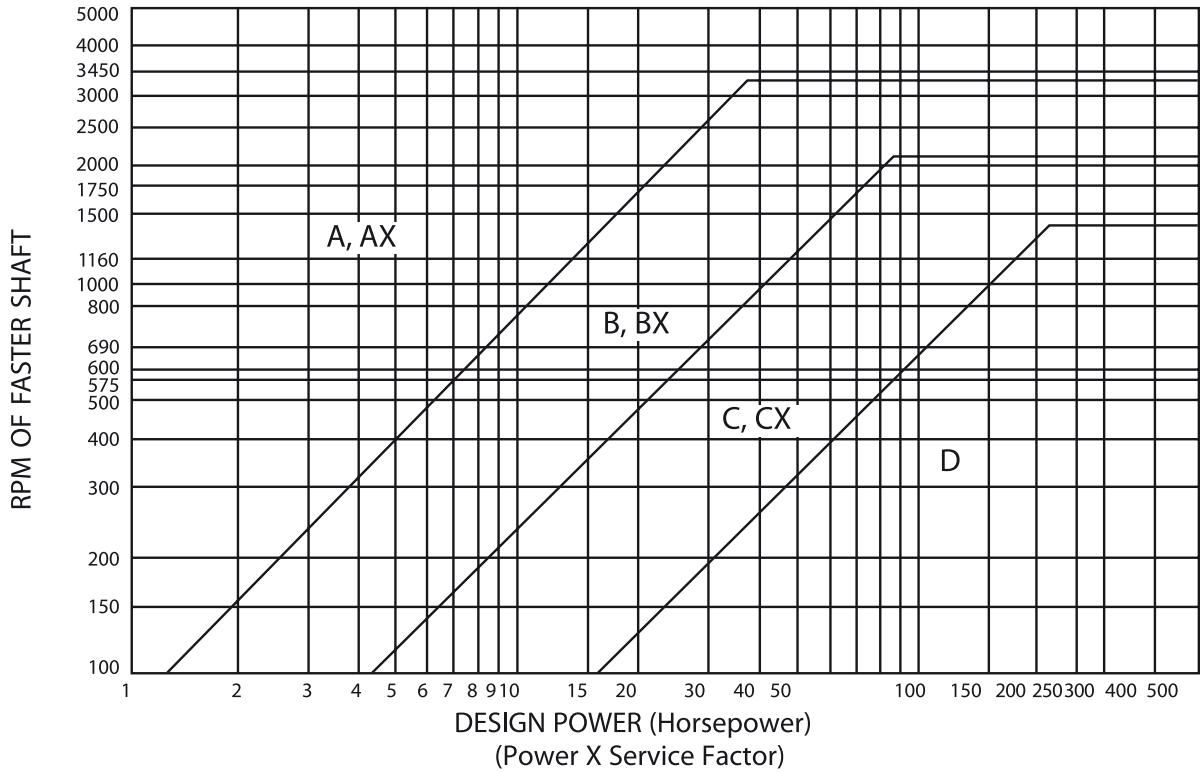 5000
4000
3450
3000
2500
2000
1750
1500
1160
1000
800
690
600
575
500
400
300
200
150
100
RPM OF FASTER SHAFT
A, AX
B, BX
C, CX
D
1 2 3 4 5 6 7 8 9 10 15 20 30 40 50 100 150 200 250 300 400 500
DESIGN POWER (Horsepower)
(Power X Service Factor)